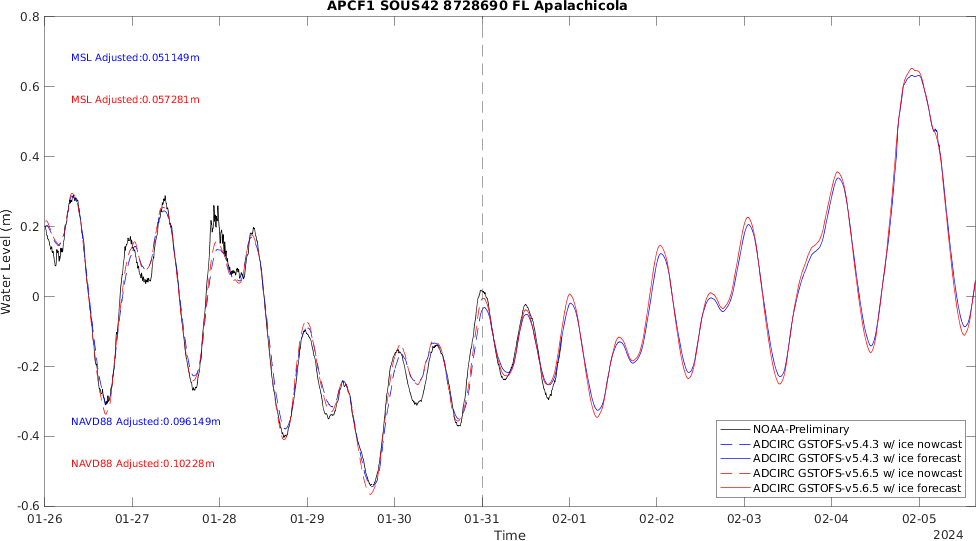 APCF1 SOUS42 8728690 FL Apalachicola
0.8
0.6
0.4
0.2
0
-0.2
-0.4
-0.6
Water Level (m)
MSL Adjusted:0.051149m
MSL Adjusted:0.057281m
NAVD88 Adjusted:0.096149m
NAVD88 Adjusted:0.10228m
NOAA-Preliminary
ADCIRC GSTOFS-v5.4.3 w/ ice nowcast
ADCIRC GSTOFS-v5.4.3 w/ ice forecast
ADCIRC GSTOFS-v5.6.5 w/ ice nowcast
ADCIRC GSTOFS-v5.6.5 w/ ice forecast
01-26 01-27 01-28 01-29 01-30 01-31 02-01 02-02 02-03 02-04 02-05
Time
2024